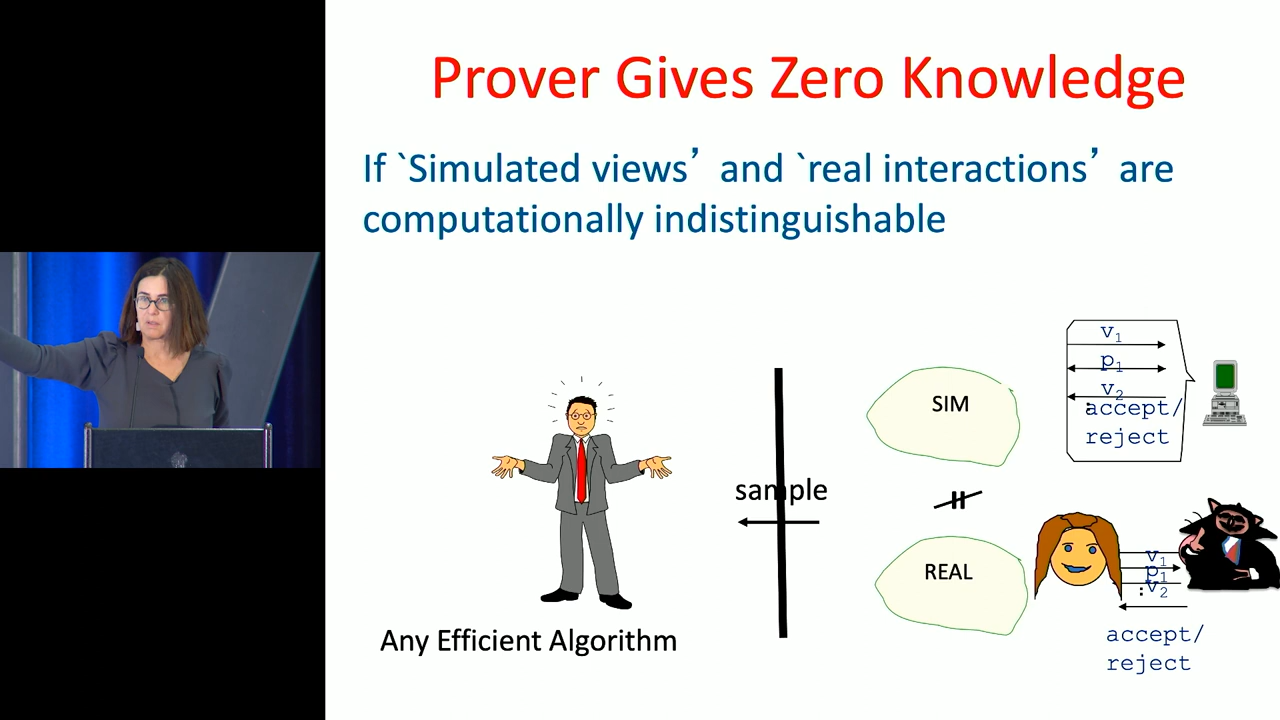 Prover Gives Zero Knowledge
If `Simulated views’ and `real interactions’ are
computationally indistinguishable
SIM
v1
p1
v2
:
accept/
reject
sample
REAL
v1
p1
:
v2
accept/
reject
Any Efficient Algorithm